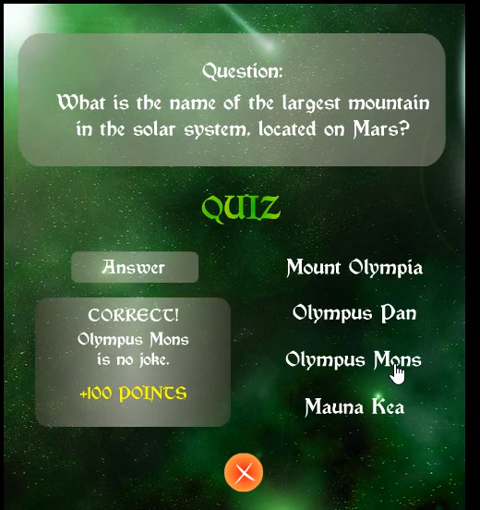 Question:
What is the name of the largest mountain
in the solar system, located on Mars?
QUIZ
Answer
CORRECT!
Olympus Mons
is no joke.
+100 POINTS
Mount Olympia
Olympus Pan
Olympus Mons
Mauna Kea